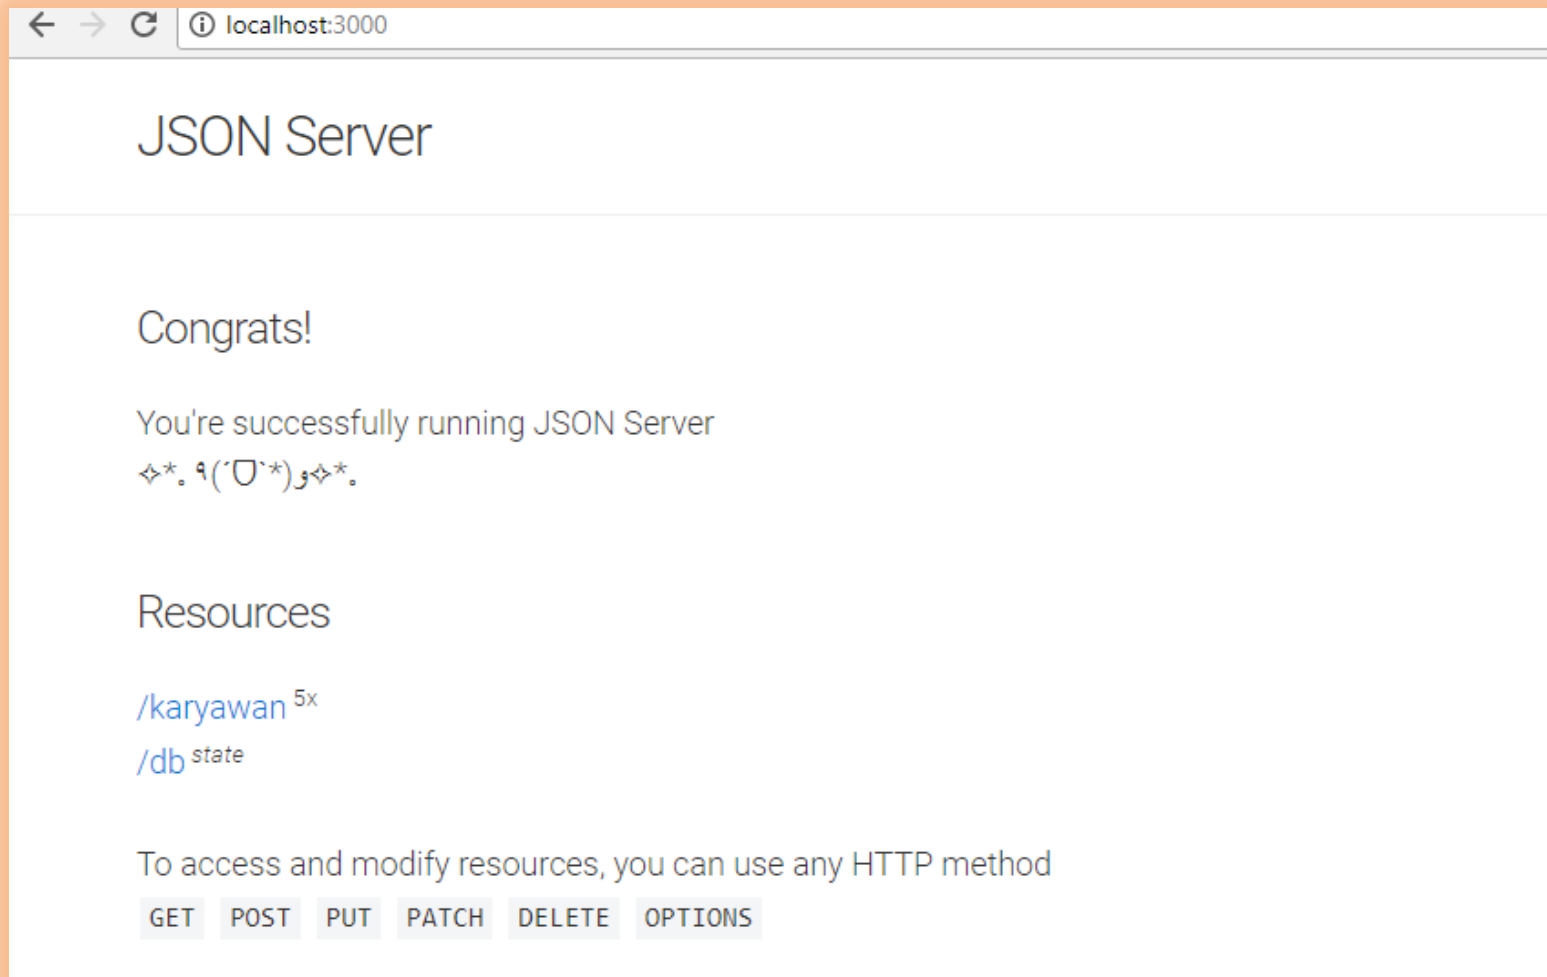 localhost:3000
JSON Server
Congrats!
You're successfully running JSON Server
✧*。٩(ˊᗜˋ*)و✧*。
Resources
/karyawan 5x
/db state
To access and modify resources, you can use any HTTP method
GET POST PUT PATCH DELETE OPTIONS